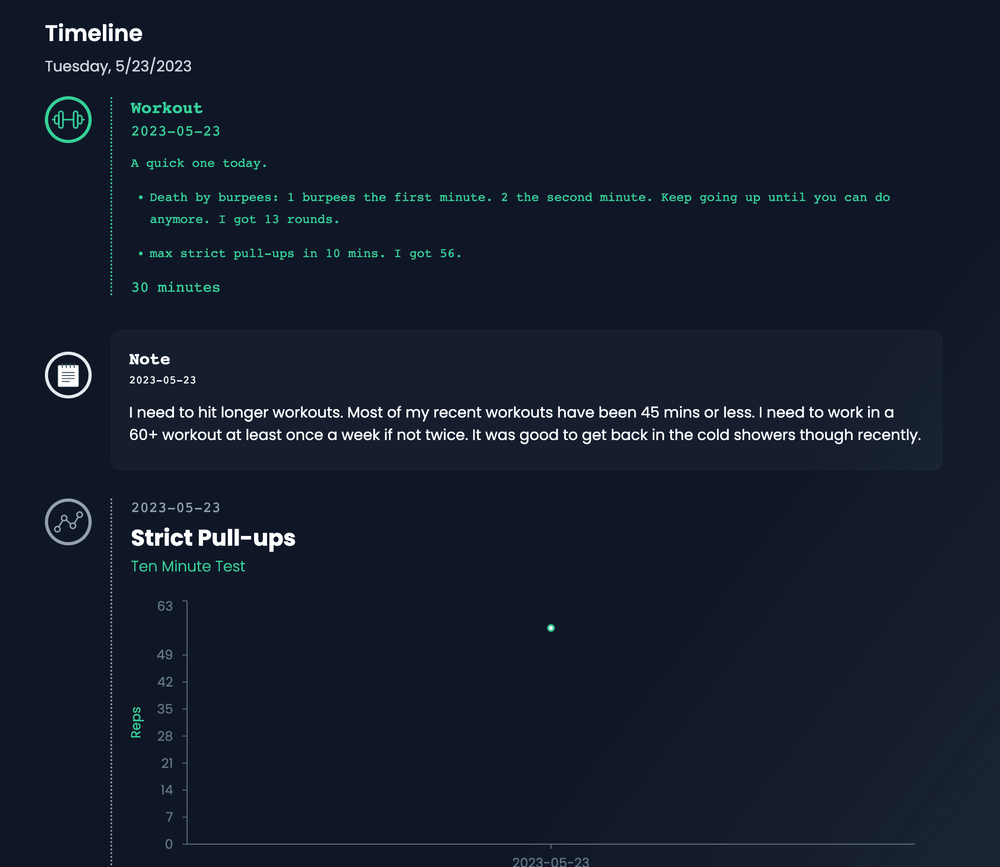 Timeline
Tuesday, 5/23/2023
Workout
2023-05-23
A quick one today.
• Death by burpees: 1 burpees the first minute. 2 the second minute. Keep going up until you can do
anymore. I got 13 rounds.
• max strict pull-ups in 10 mins. I got 56.
30 minutes
Note
2023-05-23
I need to hit longer workouts. Most of my recent workouts have been 45 mins or less. I need to work in a
60+ workout at least once a week if not twice. It was good to get back in the cold showers though recently.
2023-05-23
Strict Pull-ups
Ten Minute Test
63
49
42
35
28
21
14
7
0
Reps
2023-05-23